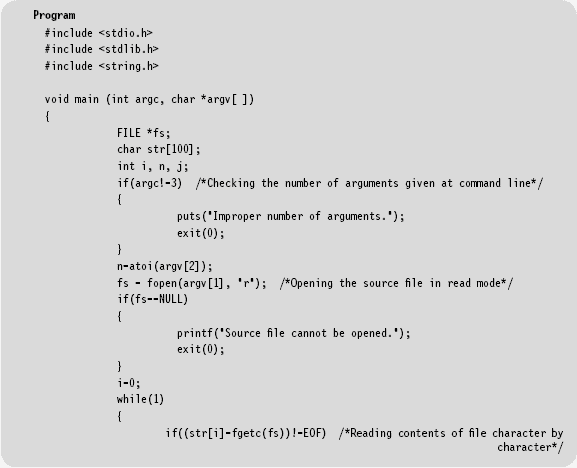 Program
#include <stdio.h>
#include <stdlib.h>
#include <string.h>
void main (int argc, char *argv[ ])
{
FILE *fs;
char str[100];
int i, n, j;
if(argc!=3) /*Checking the number of arguments given at command line*/
{
puts("Improper number of arguments.");
exit(0);
}
n=atoi(argv[2]);
fs = fopen(argv[1], "r"); /*Opening the source file in read mode*/
if(fs==NULL)
{
printf("Source file cannot be opened.");
exit(0);
}
i=0;
while(1)
{
if((str[i]=fgetc(fs))!=EOF) /*Reading contents of file character by
character*/